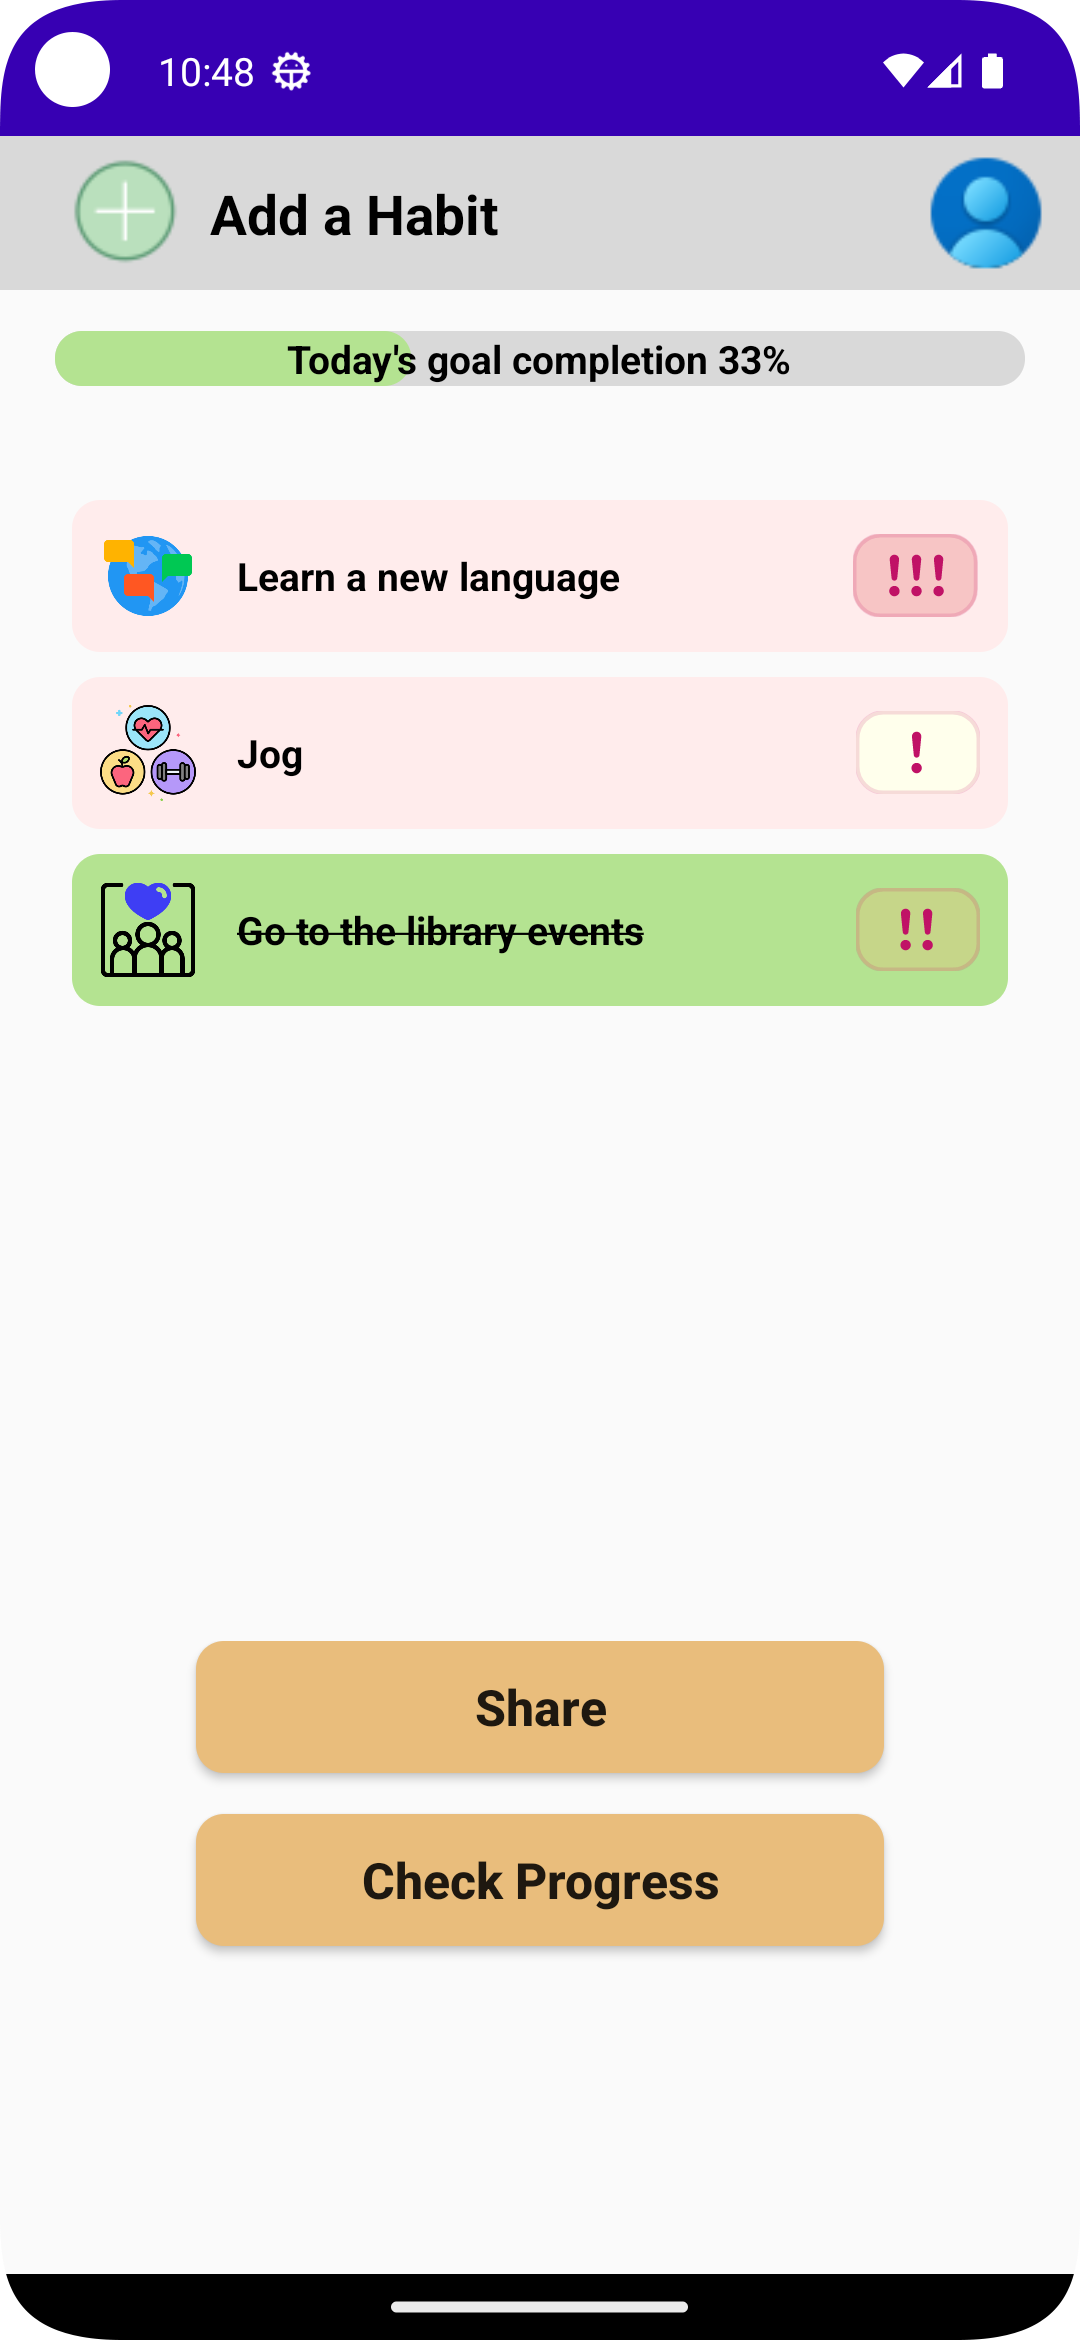 10:48
Add a Habit
Today's goal completion 33%
Learn a new language
!!!
Jog
!
Go to the library events
!!
Share
Check Progress